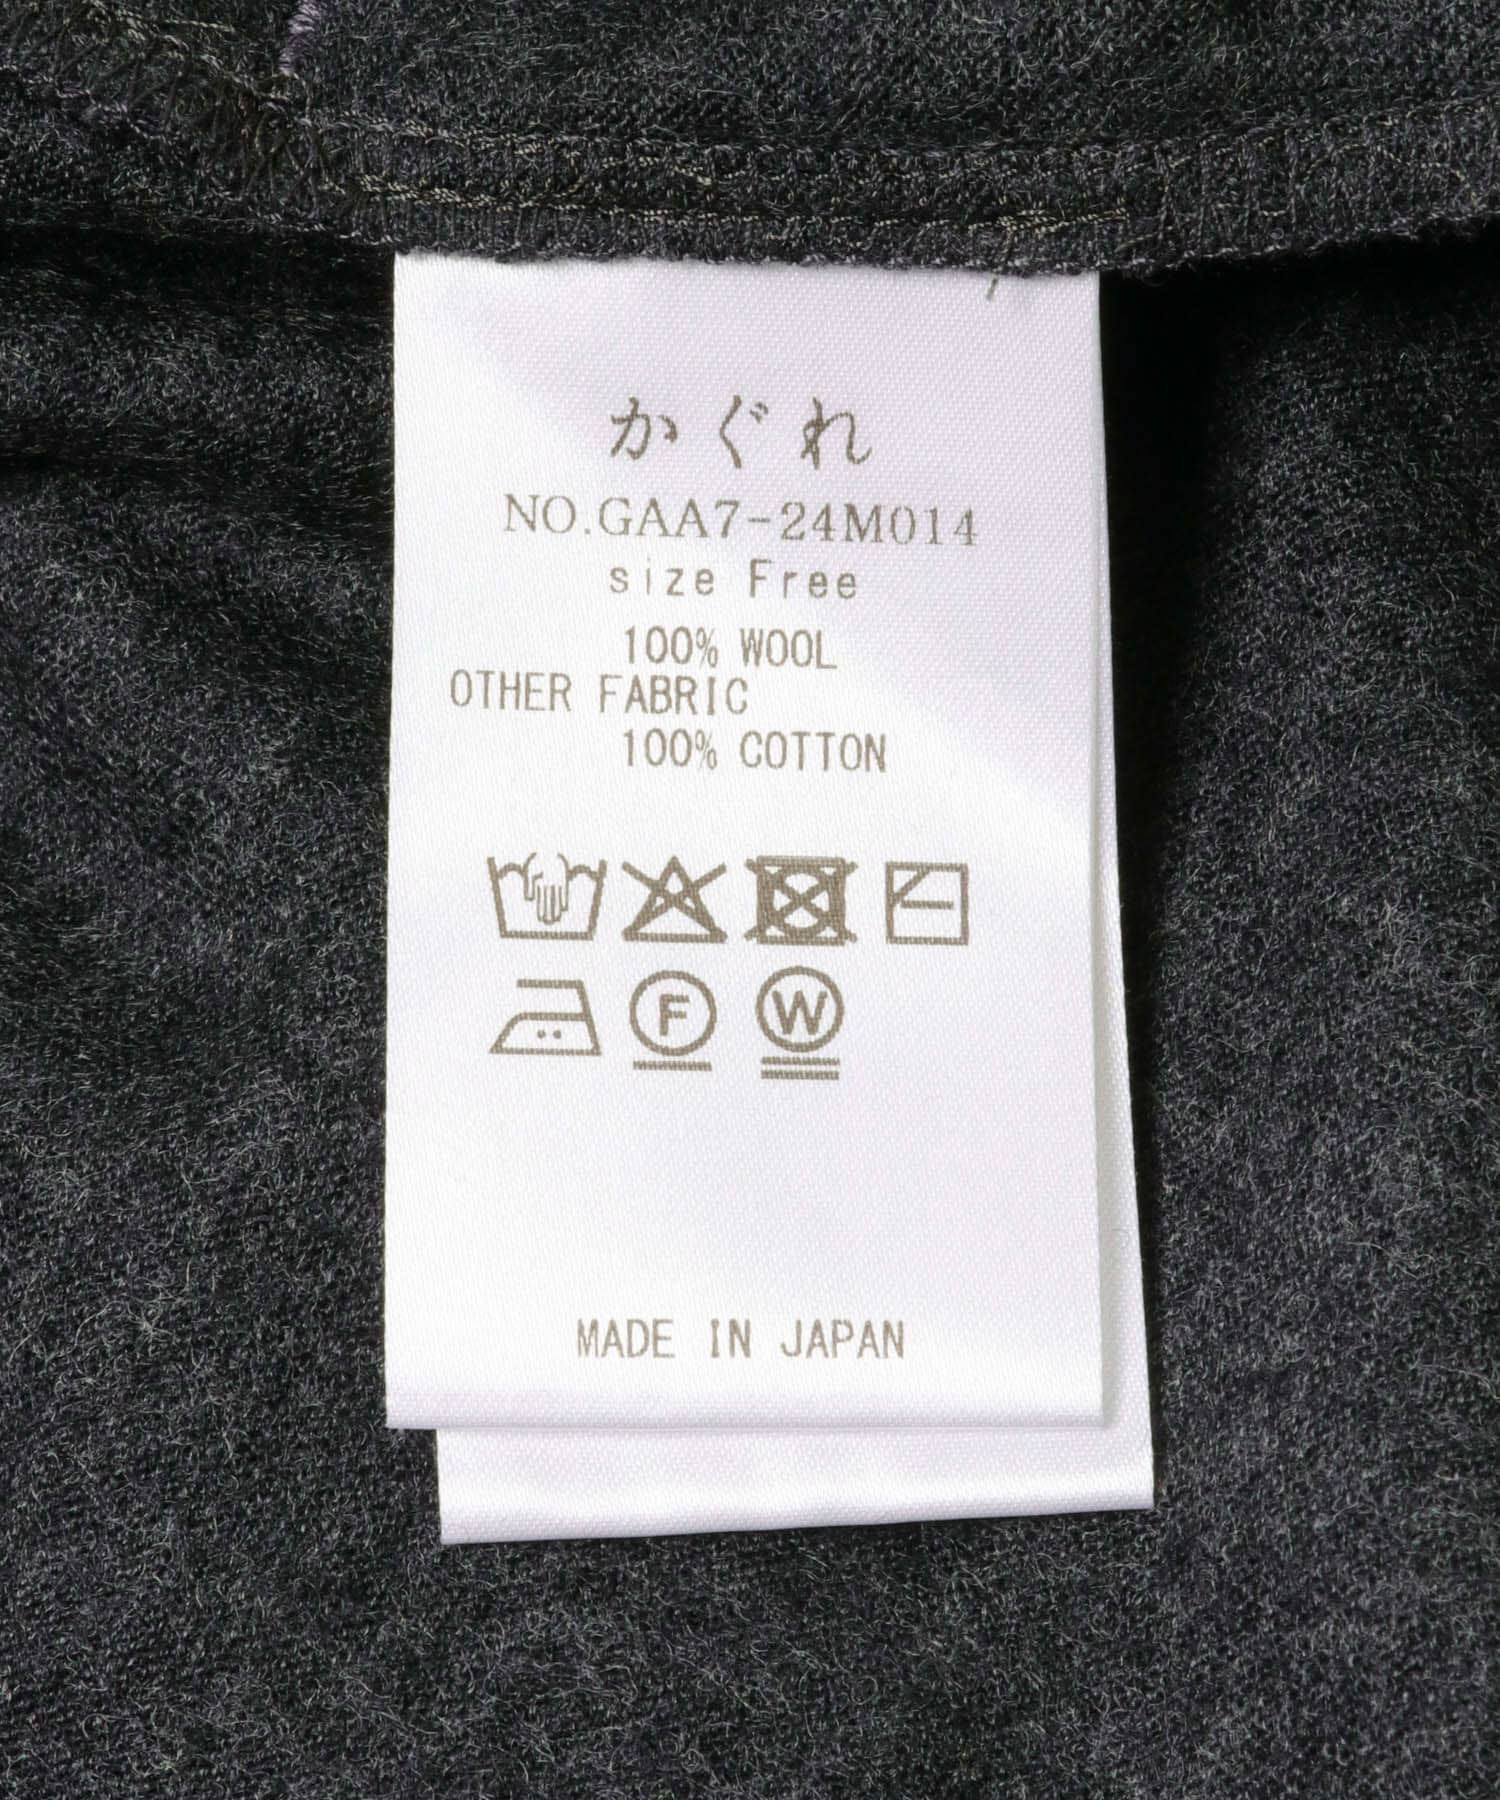 かぐれ
NO.GAA7-24M014
size Free
100% WOOL
OTHER FABRIC
100% COTTON
F
W
MADE IN JAPAN